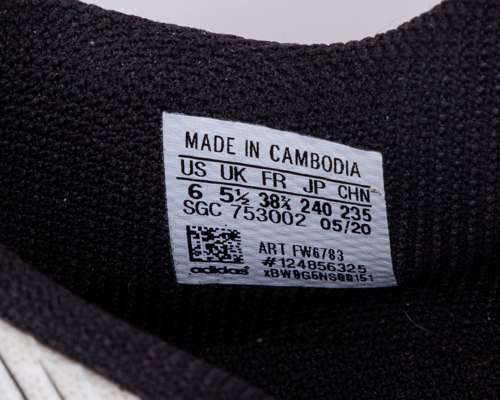 MADE IN CAMBODIA
US UK FR JP CHN
6 5½ 38⅔ 240 235
SGC 753002 05/20
ART FW6783
#124856325
adidas